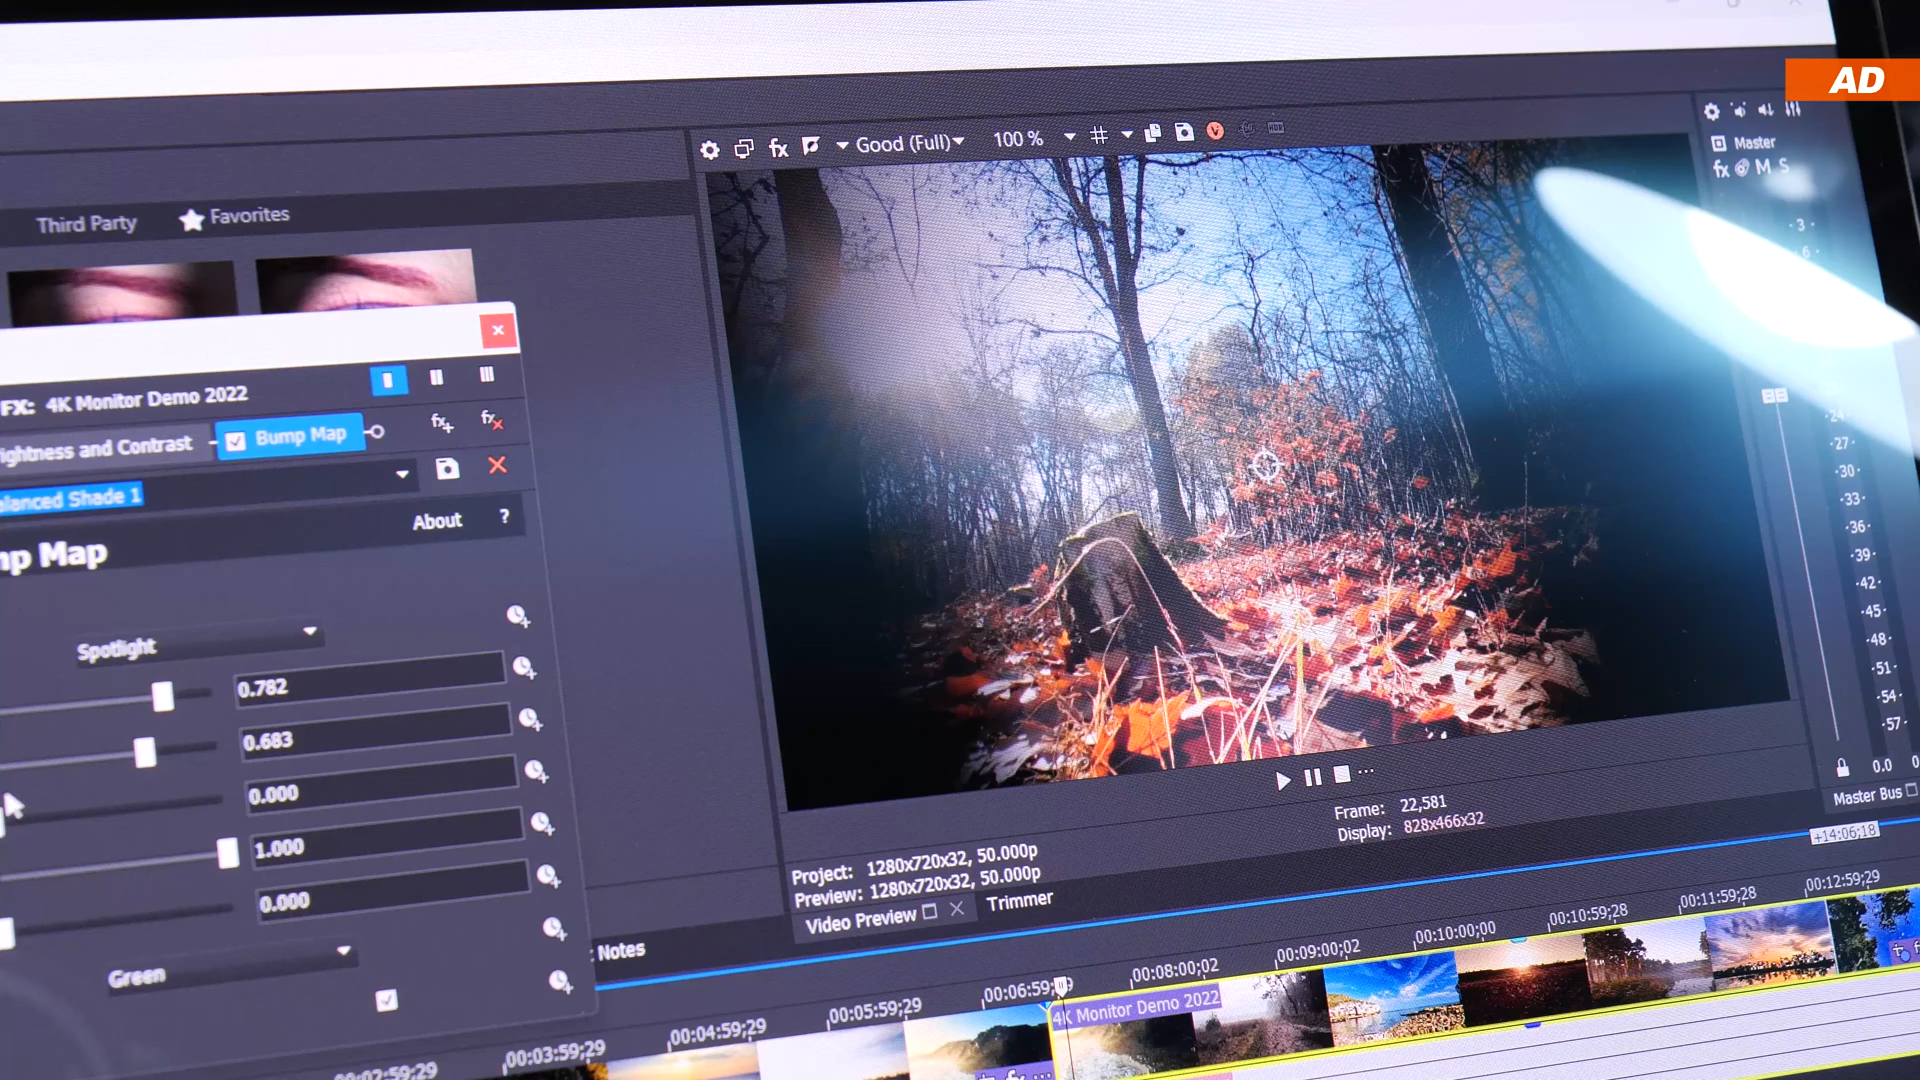 AD
Good (Full)
100 %
Master
fx M S
Third Party
Favorites
FX: 4K Monitor Demo 2022
ightness and Contrast
Bump Map
alanced Shade 1
About ?
mp Map
Spotlight
0.782
0.683
0.000
1.000
0.000
Green
3
6
-24-
-27-
-30-
-33-
-36-
-39-
-42-
-45-
-48-
-51-
-54-
-57-
0.0
Master Bus
Frame: 22,581
Display: 828x466x32
Project: 1280x720x32, 50.000p
Preview: 1280x720x32, 50.000p
Video Preview
Trimmer
Notes
+14:06;18
00:02:59;29
00:03:59;29
00:04:59;29
00:05:59;29
00:06:59;
00:08:00;02
00:09:00;02
00:10:00;00
00:10:59;28
00:11:59;28
00:12:59;29
4K Monitor Demo 2022